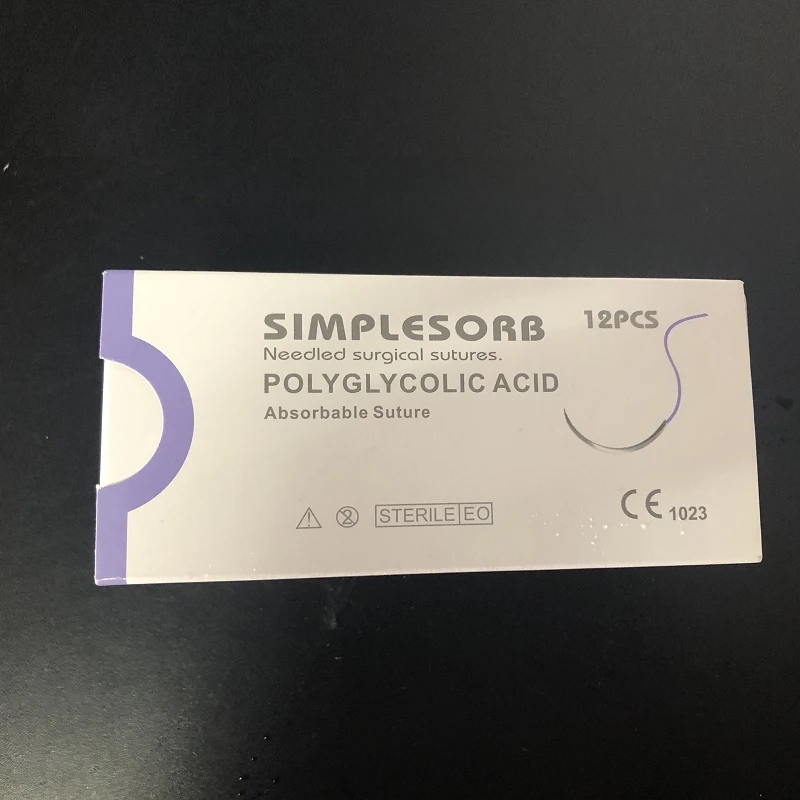 SIMPLESORB 12PCS
Needled surgical sutures.
POLYGLYCOLIC ACID
Absorbable Suture
STERILE EO
CE 1023